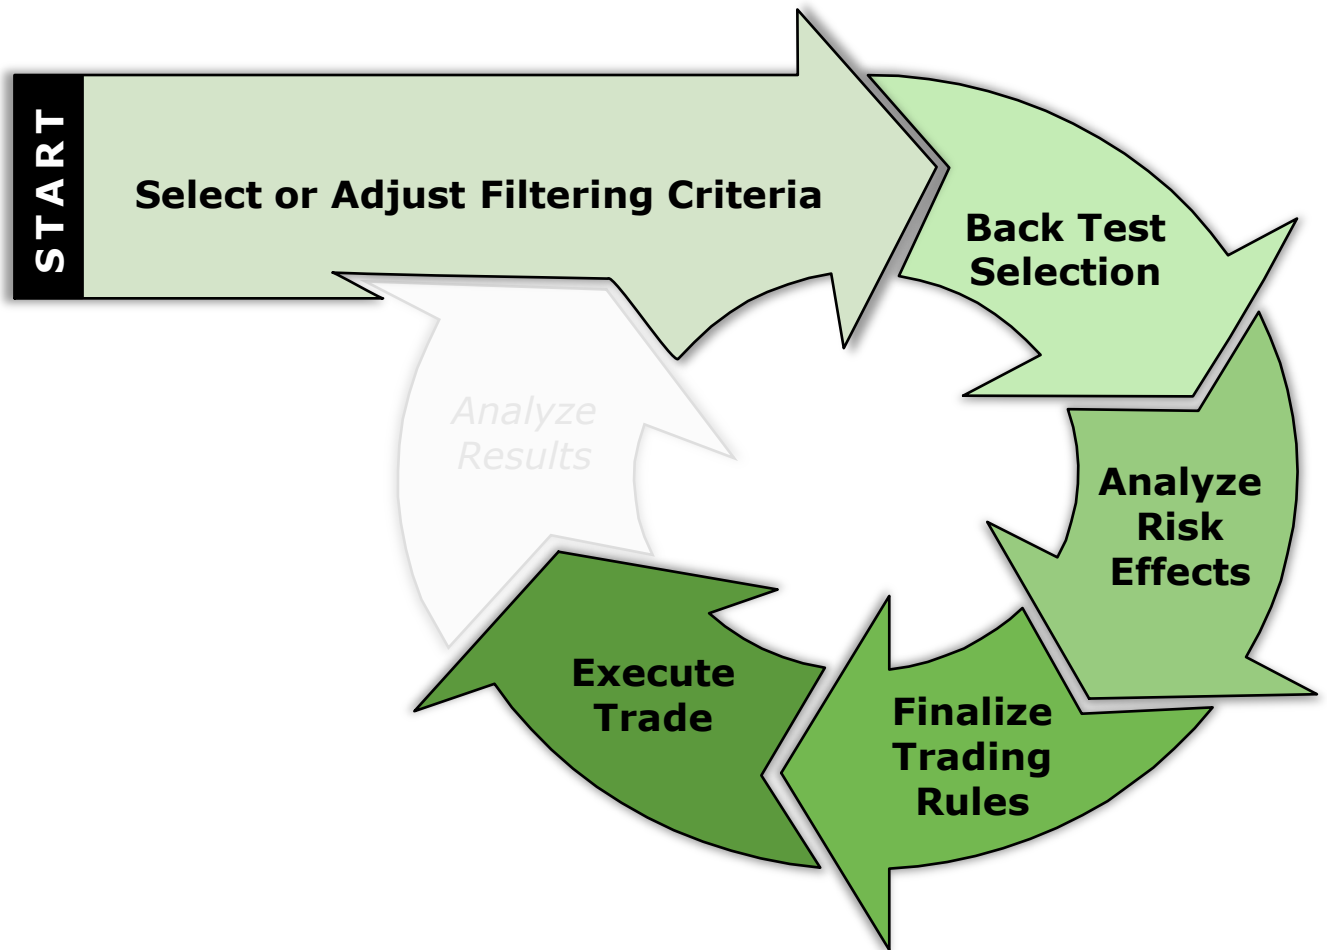 START
Select or Adjust Filtering Criteria
Back Test
Selection
Analyze
Risk
Effects
Finalize
Trading
Rules
Execute
Trade
Analyze
Results